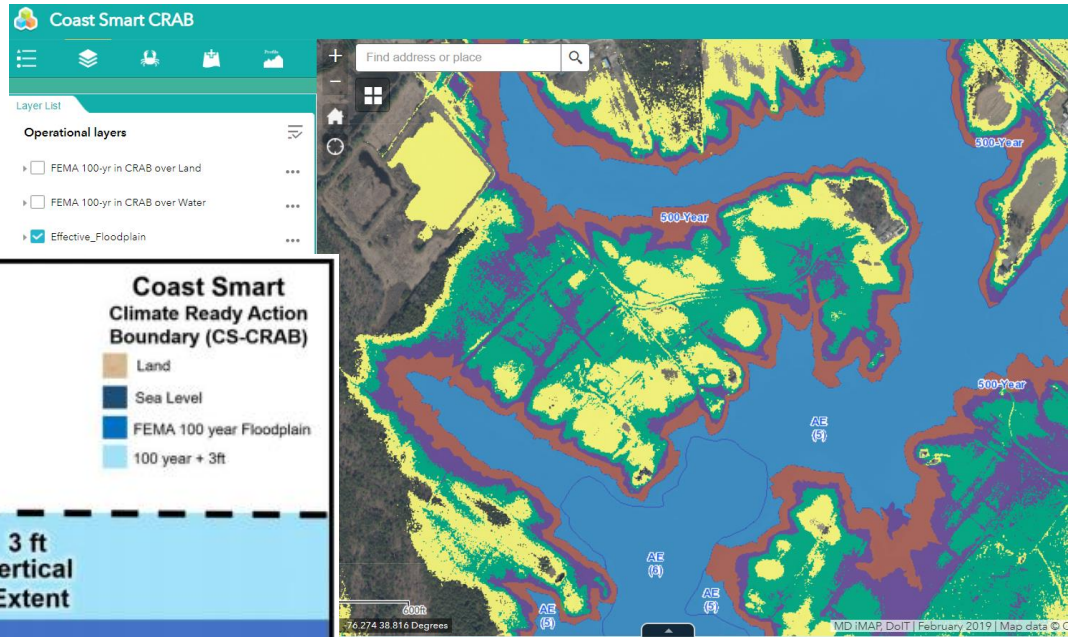 Coast Smart CRAB
Profile
Find address or place
Layer List
Operational layers
FEMA 100-yr in CRAB over Land
FEMA 100-yr in CRAB over Water
Effective_Floodplain
Coast Smart
Climate Ready Action
Boundary (CS-CRAB)
Land
Sea Level
FEMA 100 year Floodplain
100 year + 3ft
3 ft
ertical
Extent
500-Year
500-Year
500-Year
AE
(5)
AE
(6)
AE
(5)
AE
(5)
600ft
76.274 38.816 Degrees
MD iMAP, DoIT | February 2019 | Map data ©